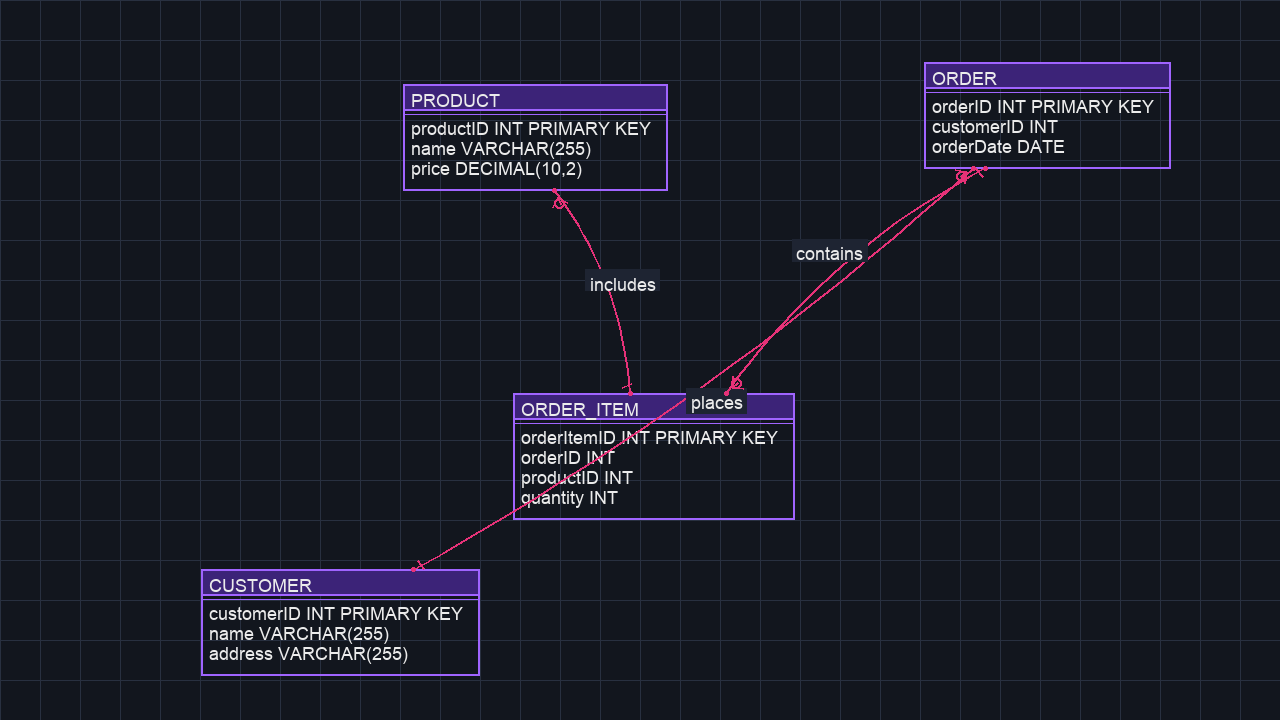 ORDER
orderID INT PRIMARY KEY
customerID INT
orderDate DATE
PRODUCT
productID INT PRIMARY KEY
name VARCHAR(255)
price DECIMAL(10,2)
contains
includes
places
ORDER_ITEM
orderItemID INT PRIMARY KEY
orderID INT
productID INT
quantity INT
CUSTOMER
customerID INT PRIMARY KEY
name VARCHAR(255)
address VARCHAR(255)